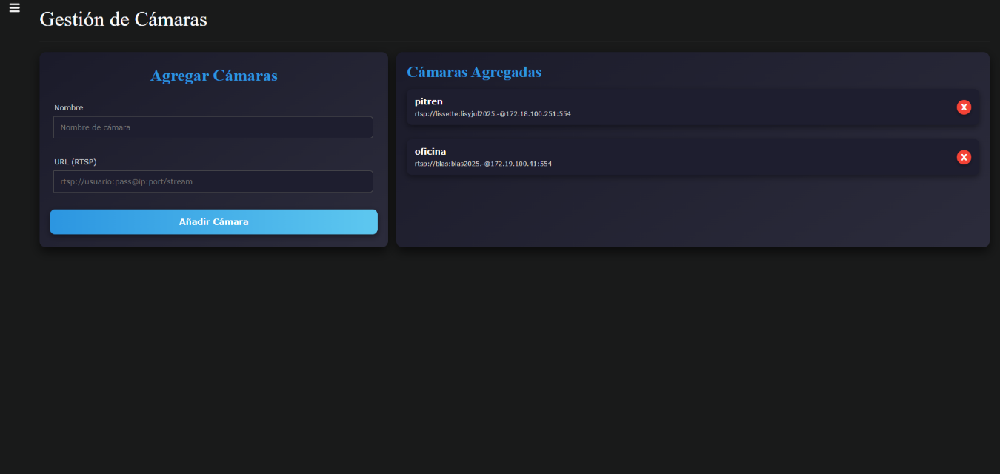 Gestión de Cámaras
Agregar Cámaras
Nombre
Nombre de cámara
URL (RTSP)
rtsp://usuario:pass@ip:port/stream
Añadir Cámara
Cámaras Agregadas
pitren
rtsp://lissette:lisyjul2025.-@172.18.100.251:554
X
oficina
rtsp://blas:blas2025.-@172.19.100.41:554
X